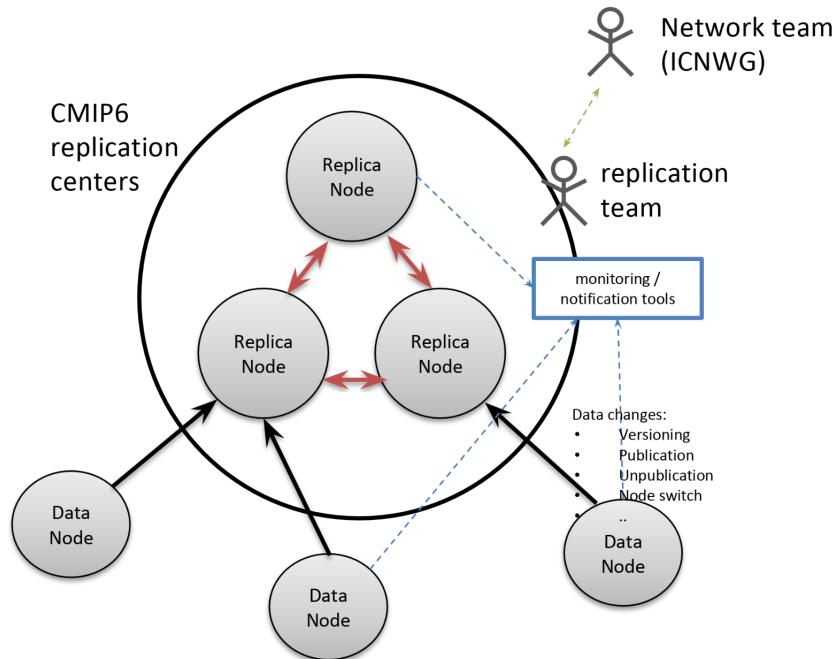 Network team
(ICNWG)
CMIP6
replication
centers
Replica
Node
replication
team
monitoring /
notification tools
Replica
Node
Replica
Node
Data changes:
• Versioning
• Publication
• Unpublication
• Node switch
• ..
Data
Node
Data
Node
Data
Node